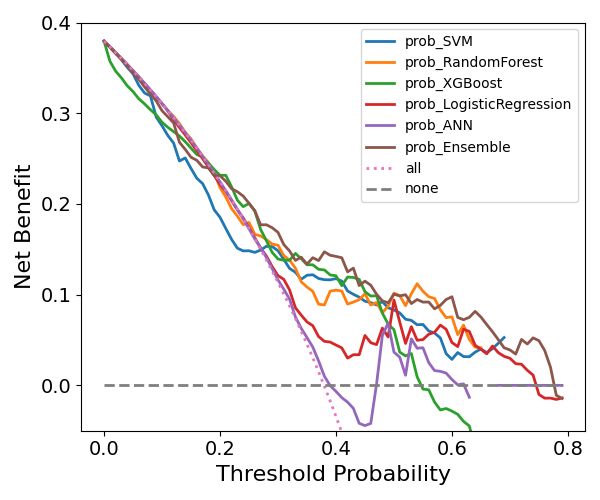 prob_SVM
prob_RandomForest
prob_XGBoost
prob_LogisticRegression
prob_ANN
prob_Ensemble
all
none
0.4
0.3
0.2
0.1
0.0
Net Benefit
0.0 0.2 0.4 0.6 0.8
Threshold Probability